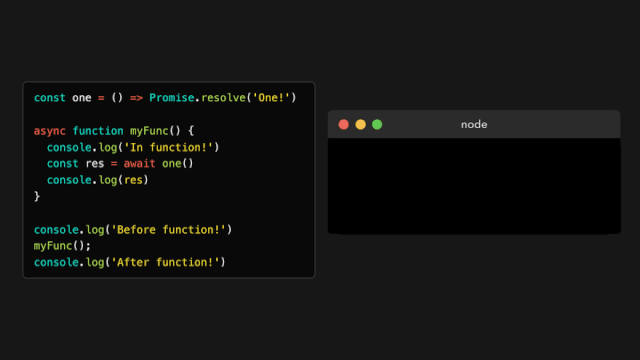 const one = () => Promise.resolve('One!')
async function myFunc() {
console.log('In function!')
const res = await one()
console.log(res)
}
console.log('Before function!')
myFunc();
console.log('After function!')
node